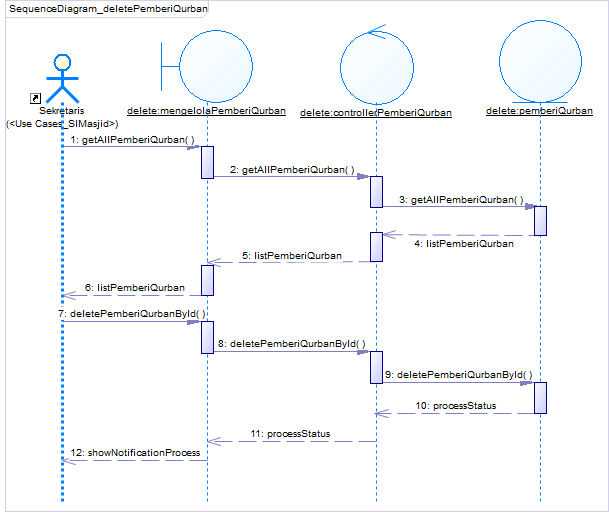 SequenceDiagram_deletePemberiQurban
Sekretaris
(<Use Cases_SIMasjid>)
delete:mengelolaPemberiQurban
delete:controllerPemberiQurban
delete:pemberiQurban
1: getAllPemberiQurban( )
2: getAllPemberiQurban( )
3: getAllPemberiQurban( )
4: listPemberiQurban
5: listPemberiQurban
6: listPemberiQurban
7: deletePemberiQurbanById( )
8: deletePemberiQurbanById( )
9: deletePemberiQurbanById( )
10: processStatus
11: processStatus
12: showNotificationProcess